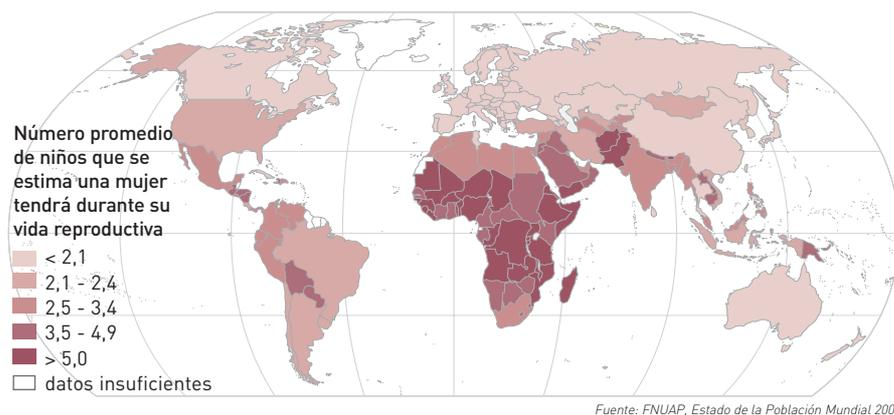 Número promedio
de niños que se
estima una mujer
tendrá durante su
vida reproductiva
< 2,1
2,1 - 2,4
2,5 - 3,4
3,5 - 4,9
> 5,0
datos insuficientes
Fuente: FNUAP, Estado de la Población Mundial 200